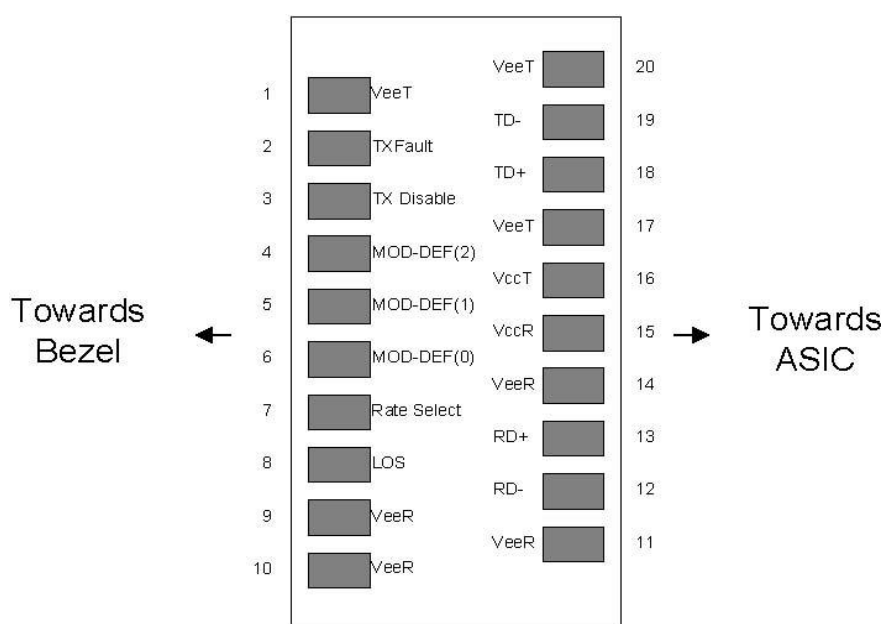 VeeT 20
1 VeeT
TD- 19
2 TXFault
TD+ 18
3 TX Disable
VeeT 17
4 MOD-DEF(2)
VccT 16
5 MOD-DEF(1)
Towards
Bezel
VccR 15
Towards
ASIC
6 MOD-DEF(0)
VeeR 14
7 Rate Select
RD+ 13
8 LOS
RD- 12
9 VeeR
VeeR 11
10 VeeR